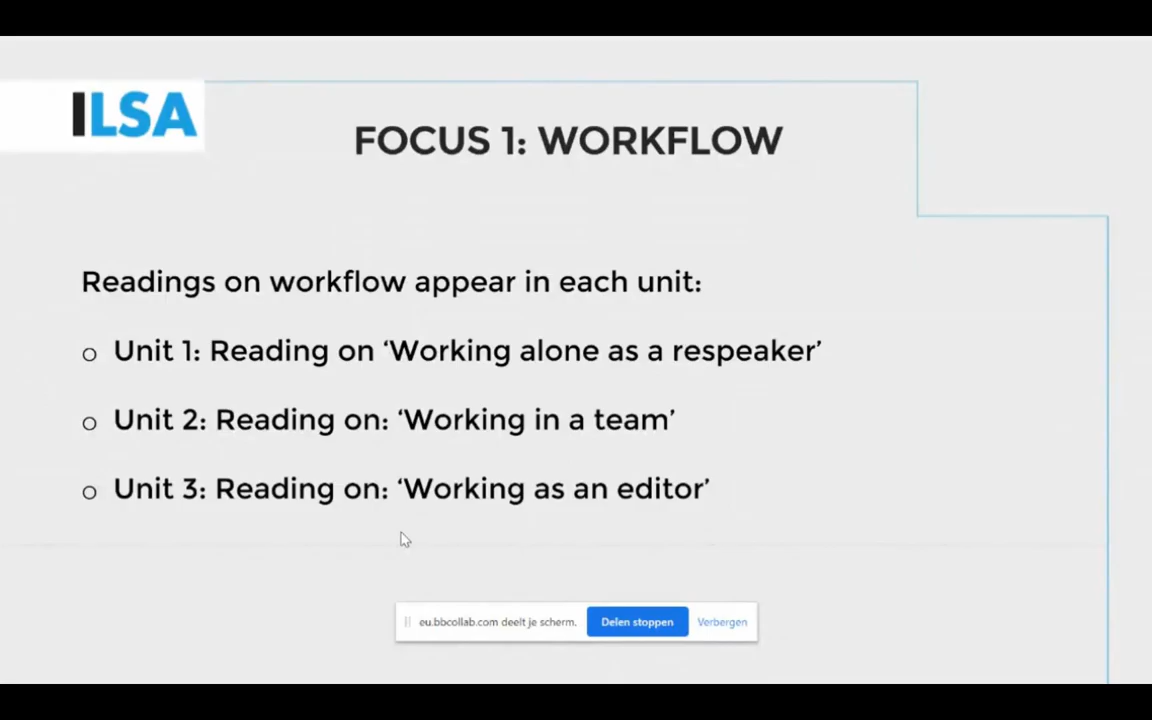 ILSA
FOCUS 1: WORKFLOW
Readings on workflow appear in each unit:
o Unit 1: Reading on ‘Working alone as a respeaker’
o Unit 2: Reading on: ‘Working in a team’
o Unit 3: Reading on: ‘Working as an editor’
eu.bbcollab.com deelt je scherm. Delen stoppen Verbergen